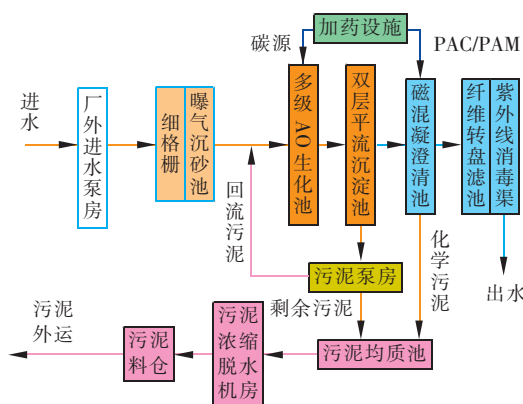 碳源
加药设施
PAC/PAM
进水
厂外进水泵房
细格栅
曝气沉砂池
多级AO生化池
双层平流沉淀池
磁混凝澄清池
纤维转盘滤池
紫外线消毒渠
回流污泥
化学污泥
出水
污泥泵房
剩余污泥
污泥外运
污泥料仓
污泥浓缩脱水机房
污泥均质池